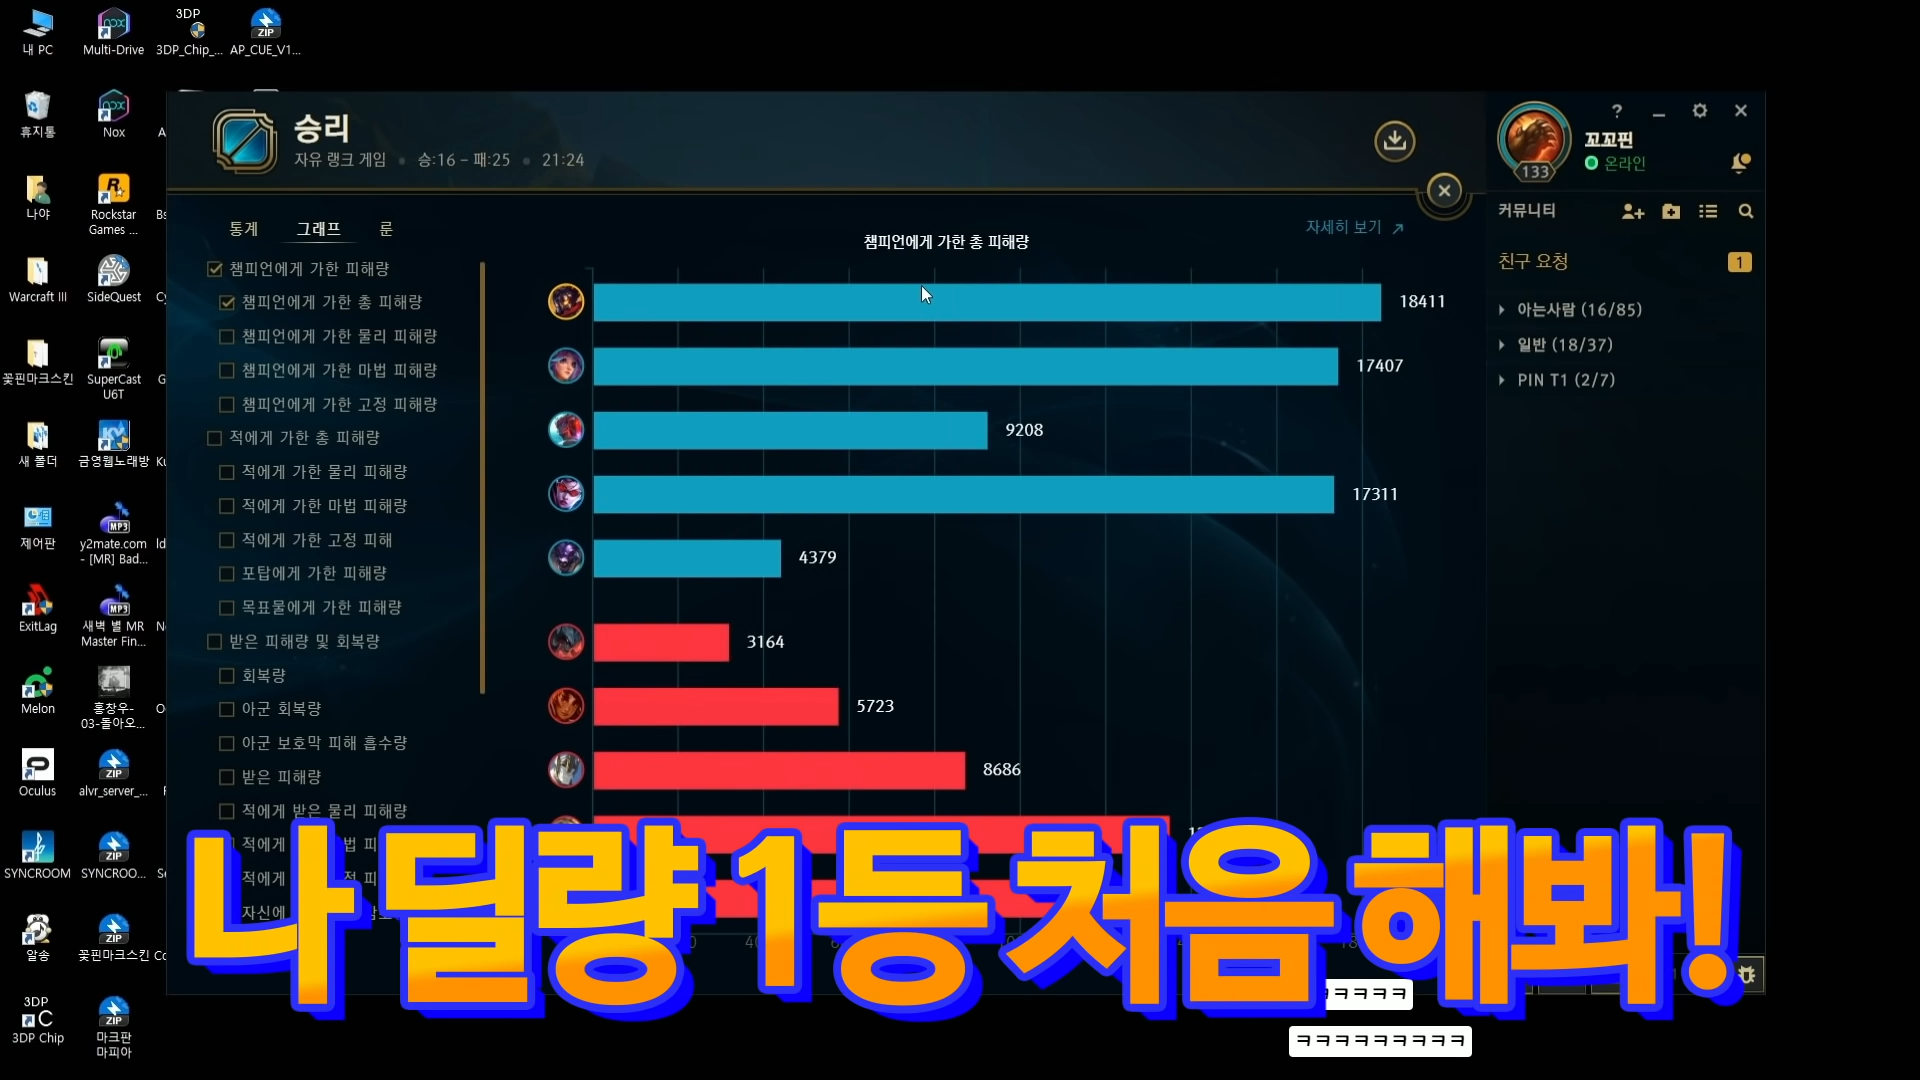 내 PC
Multi-Drive
3DP
3DP_Chip_...
ZIP
AP_CUE_V1...
휴지통
Nox
나야
Rockstar
Games ...
Warcraft III
SideQuest
꽃핀마크스킨
SuperCast
U6T
새 폴더
금영웹노래방
제어판
MP3
y2mate.com
- [MR] Bad...
ExitLag
MP3
새벽 별 MR
Master Fin...
Melon
홍창우-
03-돌아오...
Oculus
ZIP
alvr_server_...
SYNCROOM
ZIP
SYNCROO...
알송
ZIP
꽃핀마크스킨
3DP
C
3DP Chip
ZIP
마크판
마피아
승리
자유 랭크 게임 • 승:16 – 패:25 • 21:24
통계 그래프 룬
자세히 보기
챔피언에게 가한 피해량
챔피언에게 가한 총 피해량
챔피언에게 가한 물리 피해량
챔피언에게 가한 마법 피해량
챔피언에게 가한 고정 피해량
적에게 가한 총 피해량
적에게 가한 물리 피해량
적에게 가한 마법 피해량
적에게 가한 고정 피해
포탑에게 가한 피해량
목표물에게 가한 피해량
받은 피해량 및 회복량
회복량
아군 회복량
아군 보호막 피해 흡수량
받은 피해량
적에게 받은 물리 피해량
챔피언에게 가한 총 피해량
18411
17407
9208
17311
4379
3164
5723
8686
꼬꼬핀
온라인
133
커뮤니티
친구 요청
1
아는사람 (16/85)
일반 (18/37)
PIN T1 (2/7)
나 딜량 1등 처음 해봐!
ㅋㅋㅋㅋㅋㅋㅋㅋㅋ